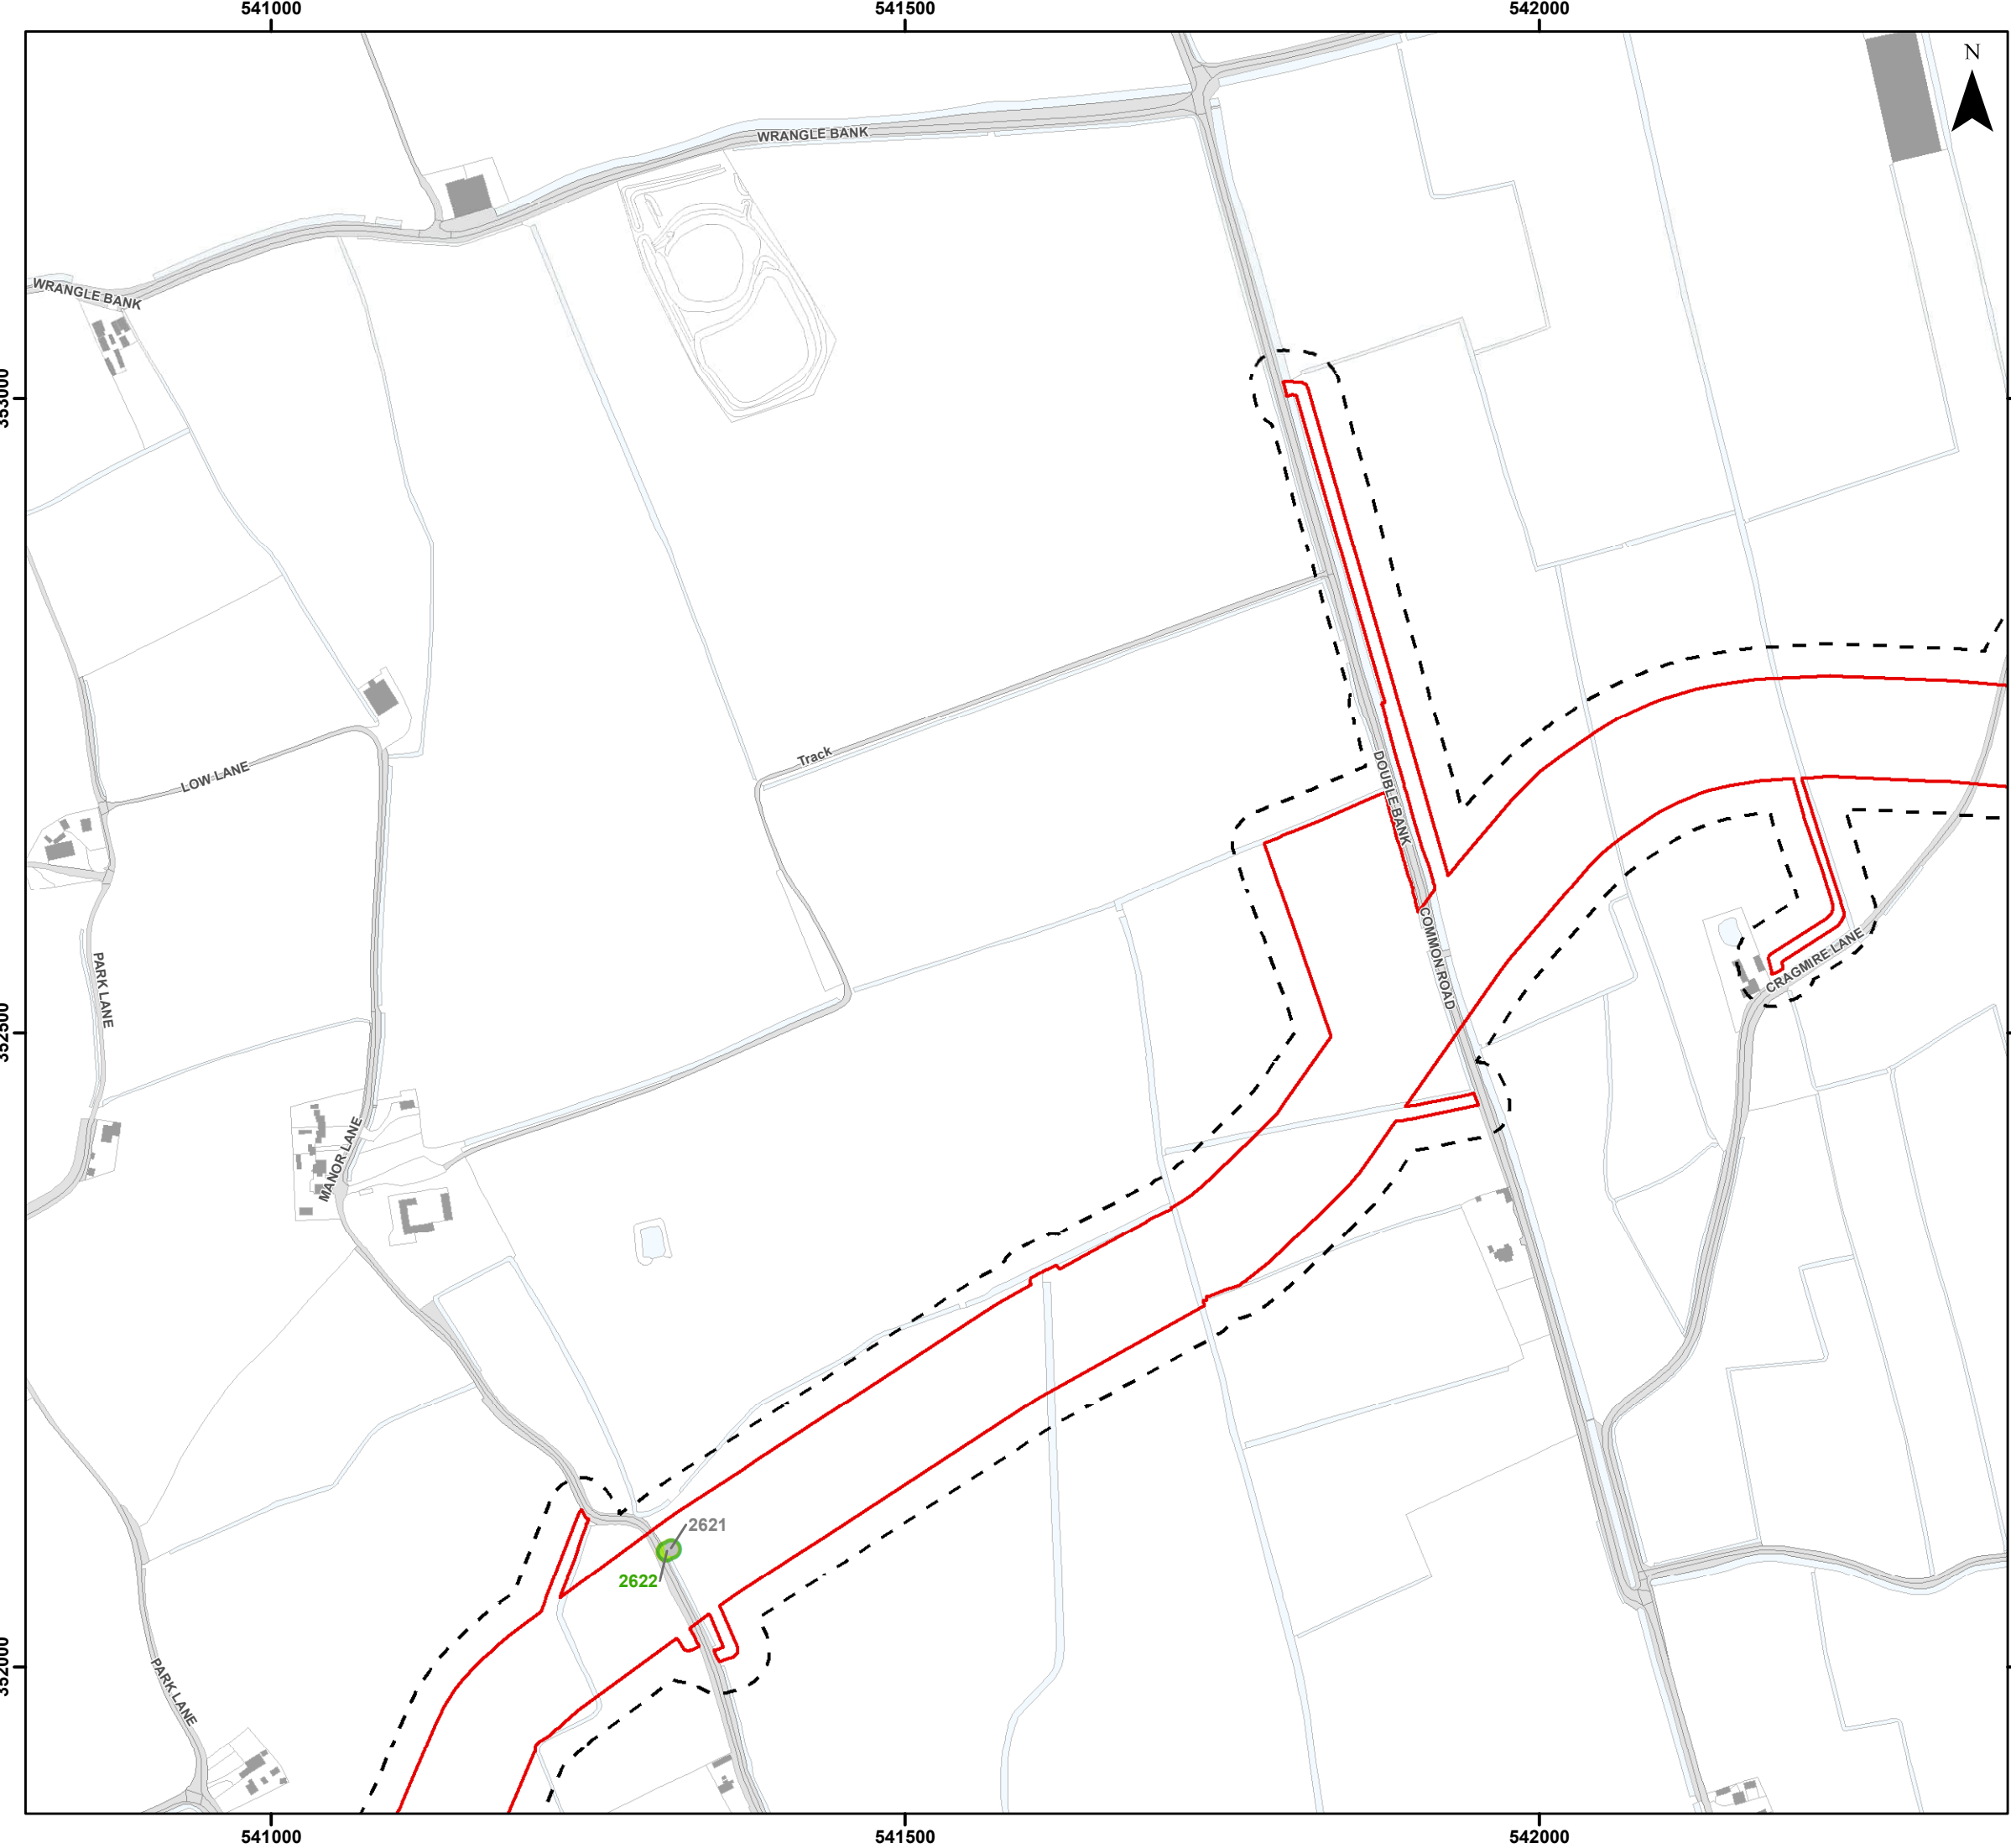 541000
541500
542000
N
WRANGLE BANK
WRANGLE BANK
353000
Track
LOW LANE
DOUBLE BANK
COMMON ROAD
CRAGMIRE LANE
PARK LANE
352500
MANOR LANE
2621
2622
352000
PARK LANE
541000
541500
542000